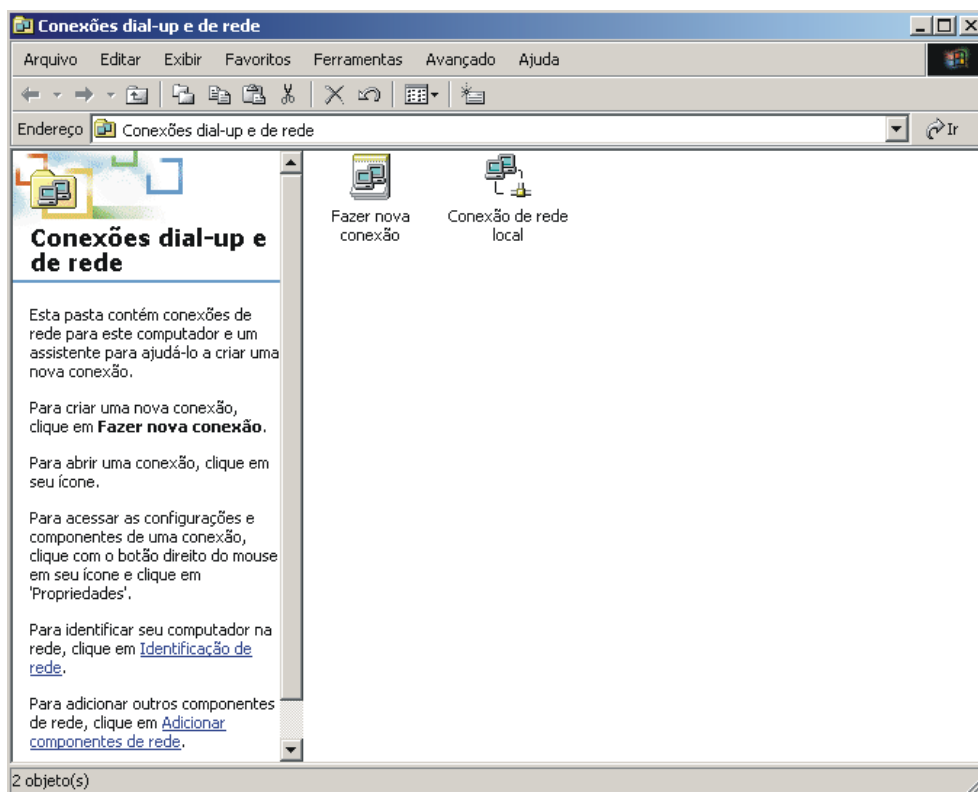 Conexões dial-up e de rede
Arquivo Editar Exibir Favoritos Ferramentas Avançado Ajuda
Endereço Conexões dial-up e de rede Ir
Conexões dial-up e
de rede
Esta pasta contém conexões de
rede para este computador e um
assistente para ajudá-lo a criar uma
nova conexão.
Para criar uma nova conexão,
clique em Fazer nova conexão.
Para abrir uma conexão, clique em
seu ícone.
Para acessar as configurações e
componentes de uma conexão,
clique com o botão direito do mouse
em seu ícone e clique em
'Propriedades'.
Para identificar seu computador na
rede, clique em Identificação de
rede.
Para adicionar outros componentes
de rede, clique em Adicionar
componentes de rede.
Fazer nova
conexão
Conexão de rede
local
2 objeto(s)